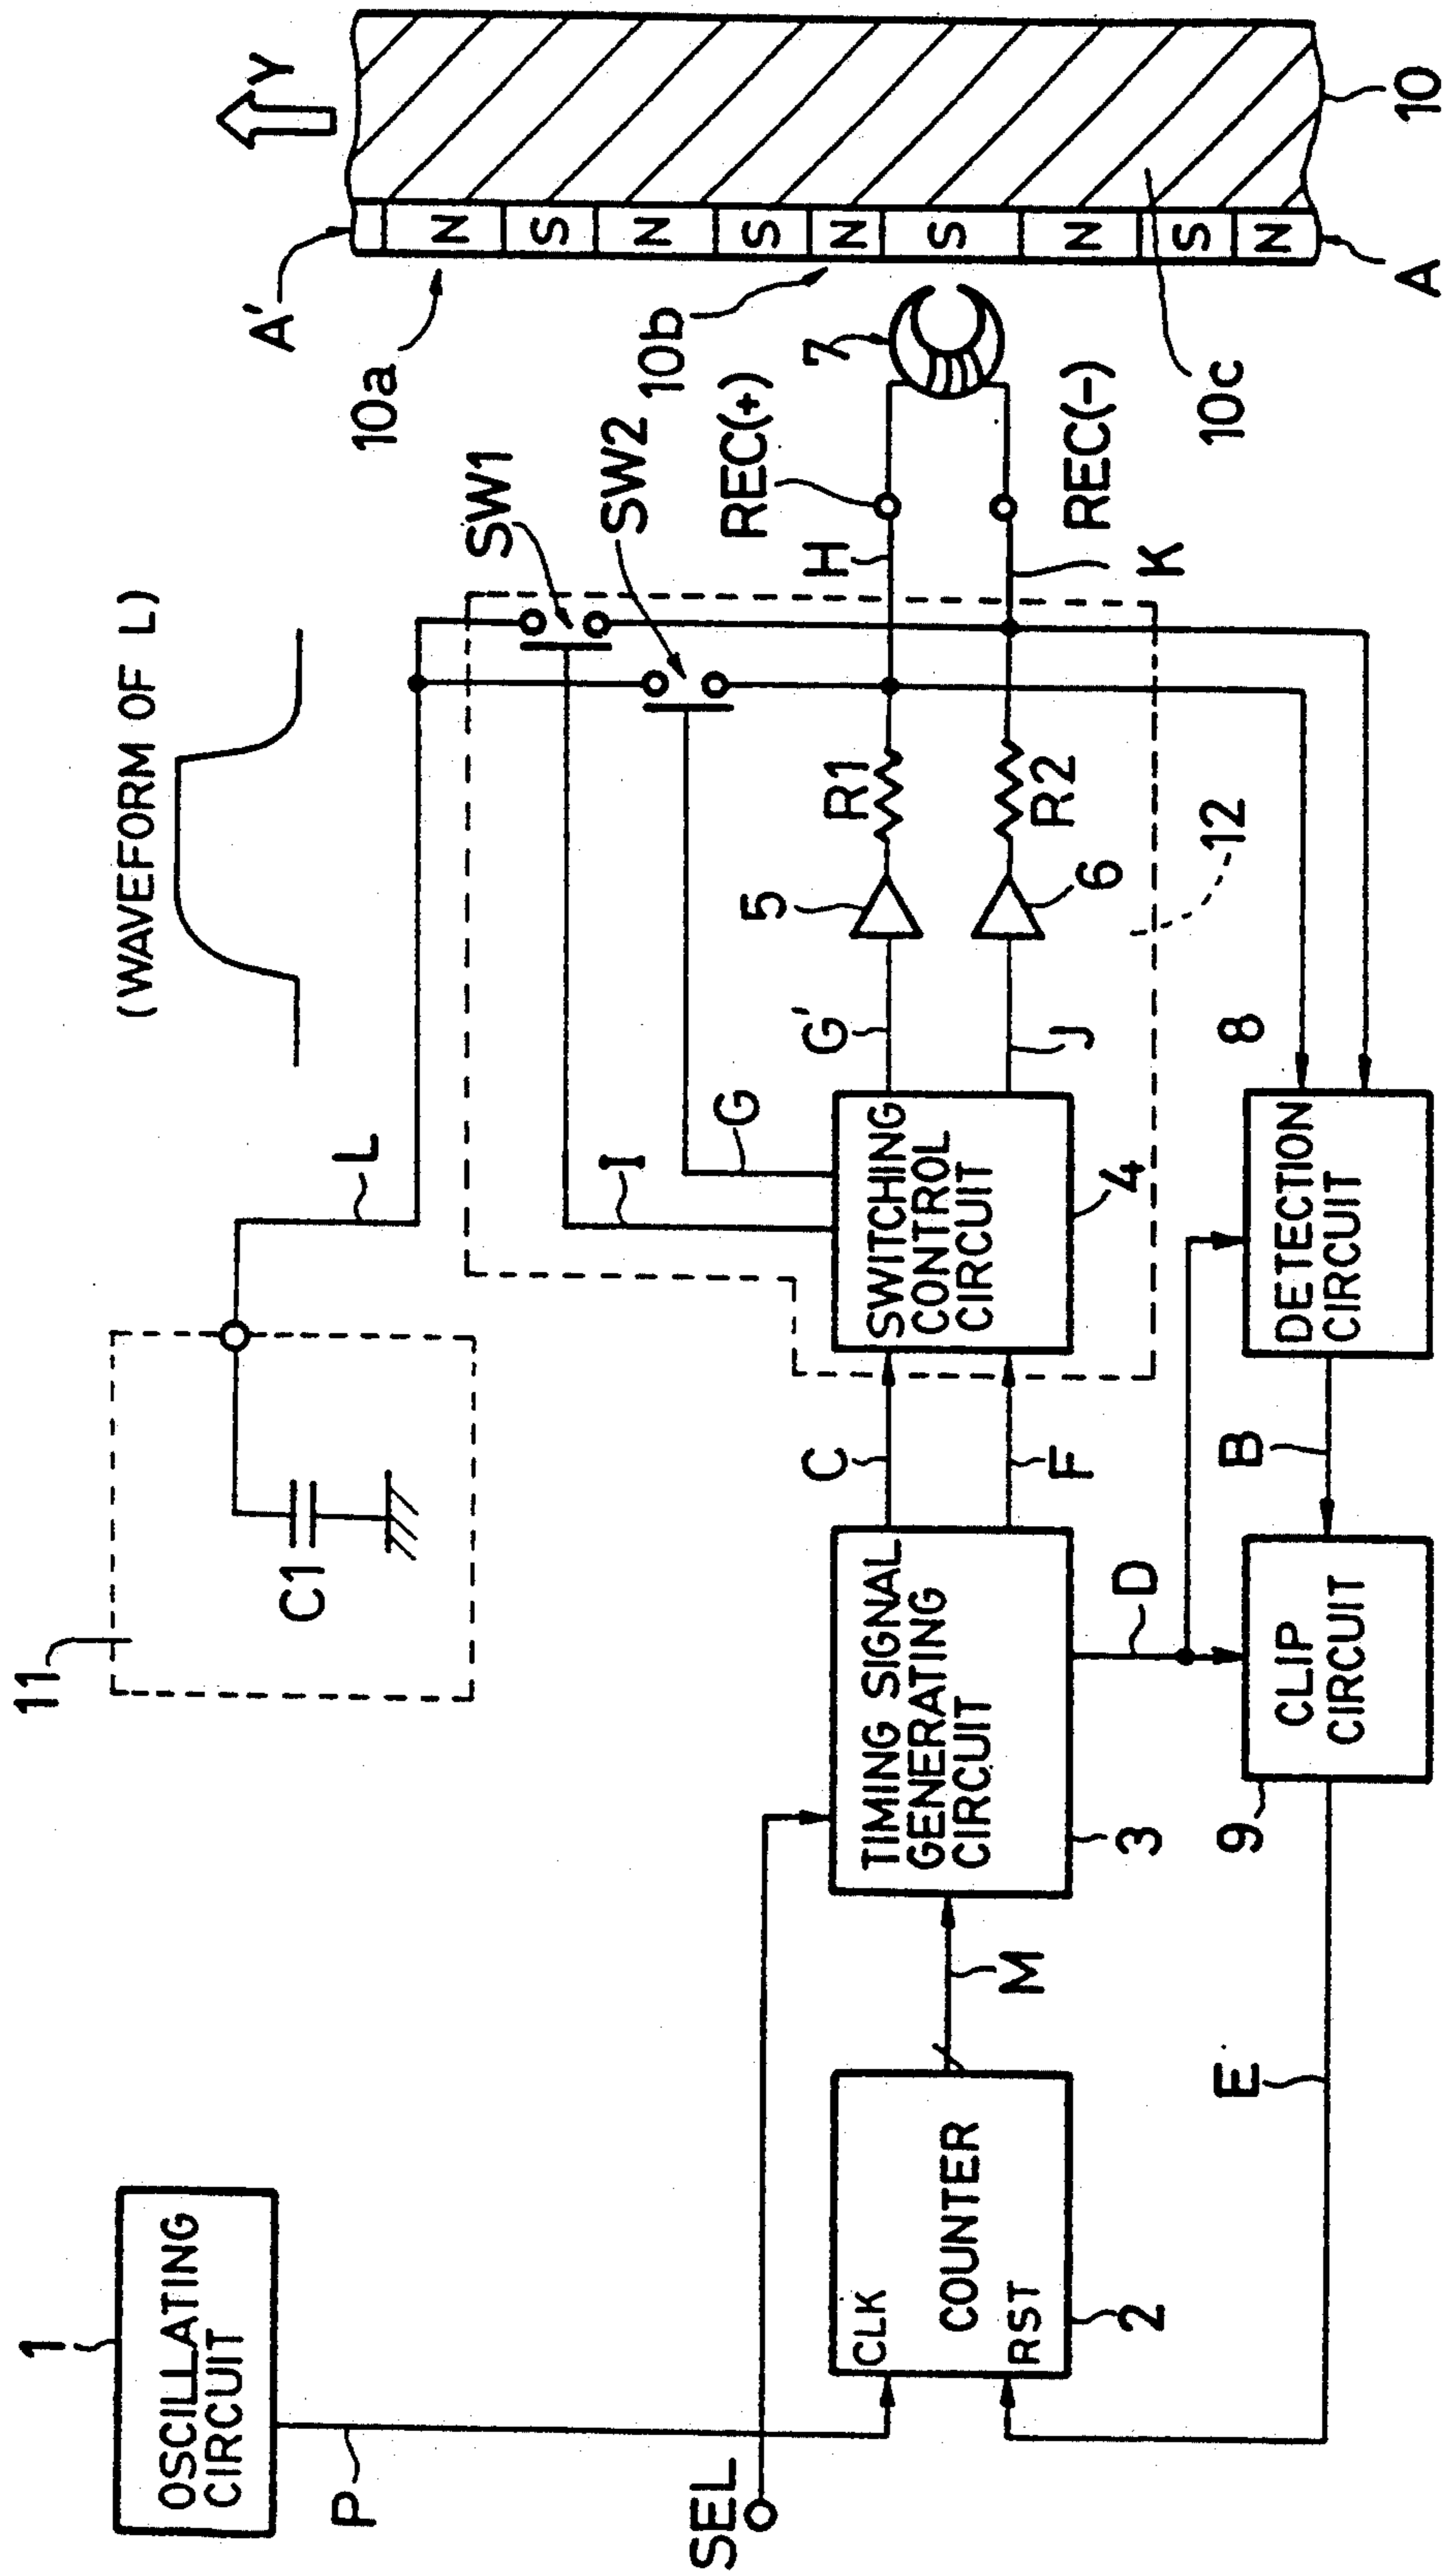 1
OSCILLATING
CIRCUIT
P
SEL
CLK
COUNTER
RST
2
M
E
11
C1
L
(WAVEFORM OF L)
TIMING SIGNAL
GENERATING
CIRCUIT
3
C
F
D
SWITCHING
CONTROL
CIRCUIT
4
I
G
G'
J
5
6
R1
R2
12
SW1
SW2
H
K
REC(+)
REC(-)
7
CLIP
CIRCUIT
9
B
DETECTION
CIRCUIT
8
Y
A'
10a
10b
10c
N
S
N
S
N
S
N
S
N
A
10